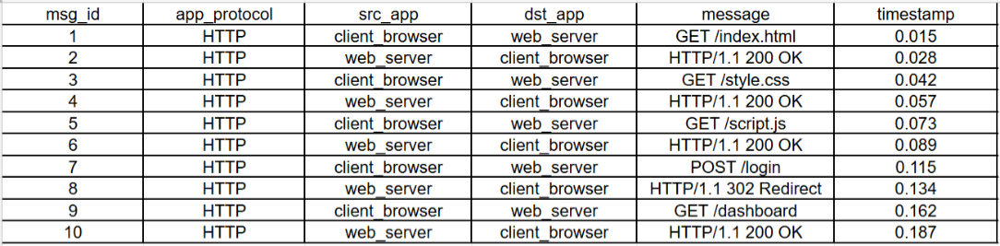 msg_id app_protocol src_app dst_app message timestamp
1 HTTP client_browser web_server GET /index.html 0.015
2 HTTP web_server client_browser HTTP/1.1 200 OK 0.028
3 HTTP client_browser web_server GET /style.css 0.042
4 HTTP web_server client_browser HTTP/1.1 200 OK 0.057
5 HTTP client_browser web_server GET /script.js 0.073
6 HTTP web_server client_browser HTTP/1.1 200 OK 0.089
7 HTTP client_browser web_server POST /login 0.115
8 HTTP web_server client_browser HTTP/1.1 302 Redirect 0.134
9 HTTP client_browser web_server GET /dashboard 0.162
10 HTTP web_server client_browser HTTP/1.1 200 OK 0.187